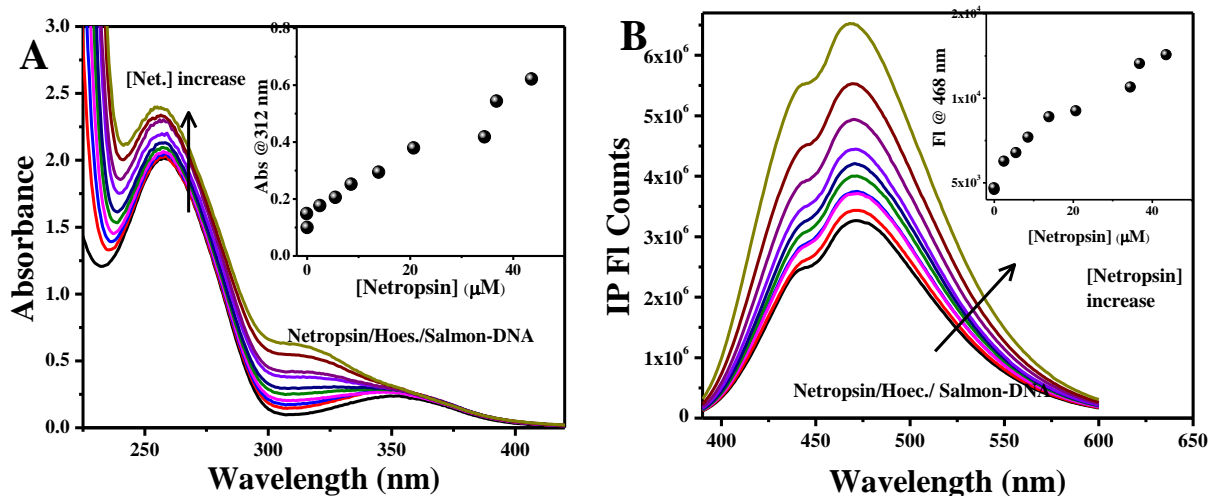 A
[Net.] increase
3.0
2.5
2.0
1.5
1.0
0.5
0.0
Absorbance
250
300
350
400
Wavelength (nm)
Netropsin/Hoes./Salmon-DNA
0.8
0.6
0.4
0.2
0.0
Abs @312 nm
0
20
40
[Netropsin] (μM)
B
6x10⁶
5x10⁶
4x10⁶
3x10⁶
2x10⁶
1x10⁶
0
IP Fl Counts
400
450
500
550
600
650
Wavelength (nm)
Netropsin/Hoec./ Salmon-DNA
[Netropsin]
increase
2x10⁴
1x10⁴
5x10³
Fl @ 468 nm
0
20
40
[Netropsin] (μM)